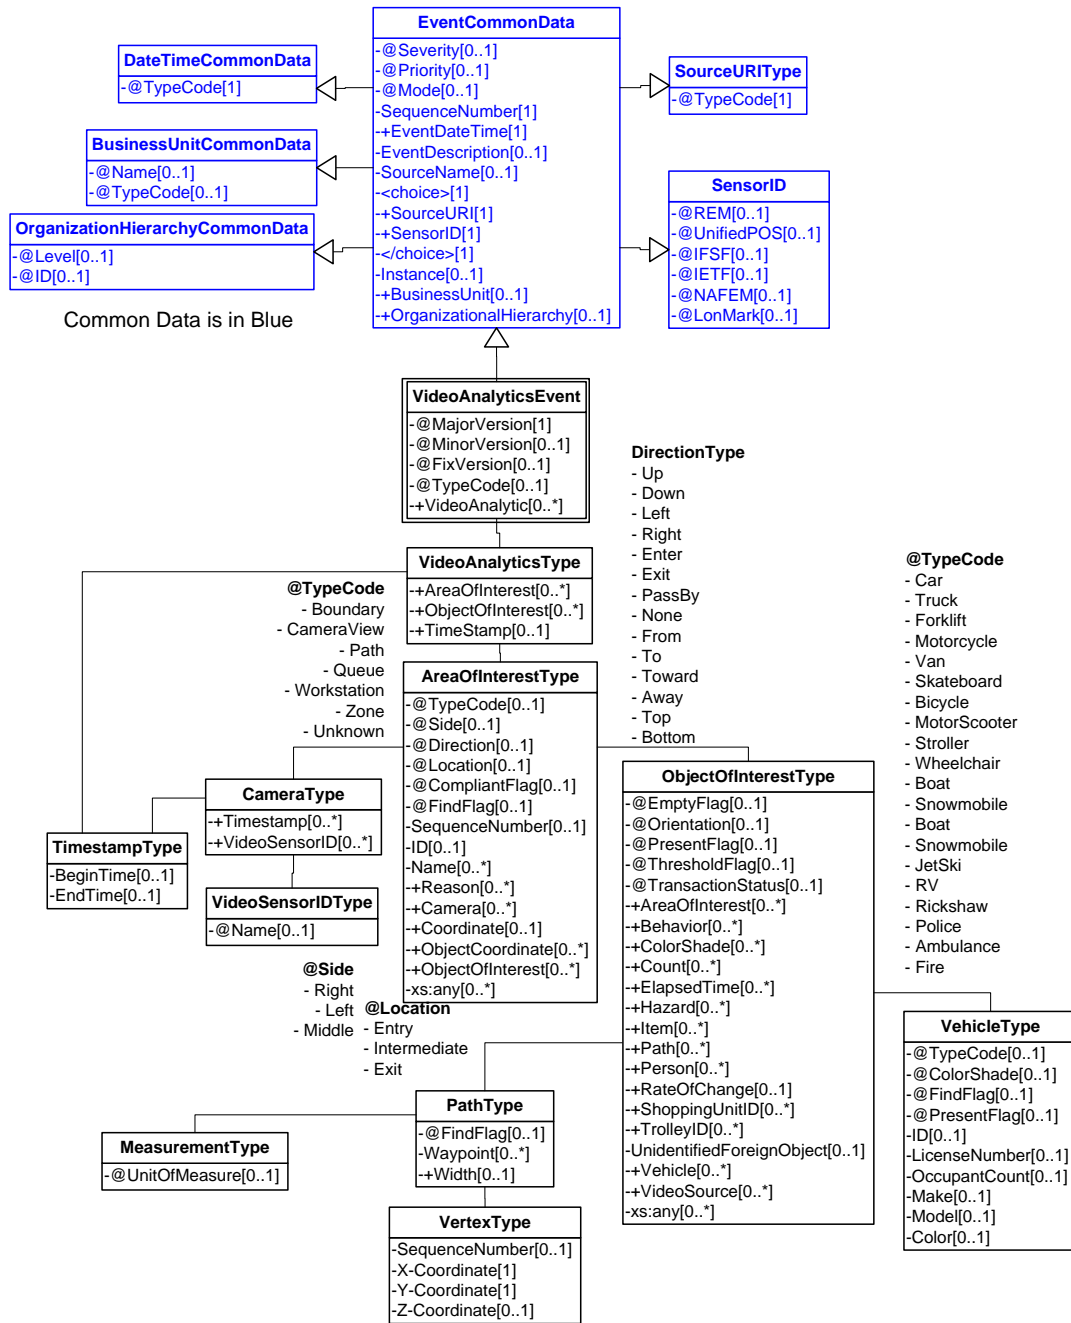 EventCommonData
-@Severity[0..1]
-@Priority[0..1]
-@Mode[0..1]
-SequenceNumber[1]
-+EventDateTime[1]
-EventDescription[0..1]
-SourceName[0..1]
-<choice>[1]
-+SourceURI[1]
-+SensorID[1]
-</choice>[1]
-Instance[0..1]
-+BusinessUnit[0..1]
-+OrganizationalHierarchy[0..1]
DateTimeCommonData
-@TypeCode[1]
BusinessUnitCommonData
-@Name[0..1]
-@TypeCode[0..1]
OrganizationHierarchyCommonData
-@Level[0..1]
-@ID[0..1]
Common Data is in Blue
SourceURIType
-@TypeCode[1]
SensorID
-@REM[0..1]
-@UnifiedPOS[0..1]
-@IFSF[0..1]
-@IETF[0..1]
-@NAFEM[0..1]
-@LonMark[0..1]
VideoAnalyticsEvent
-@MajorVersion[1]
-@MinorVersion[0..1]
-@FixVersion[0..1]
-@TypeCode[0..1]
-+VideoAnalytic[0..*]
VideoAnalyticsType
-+AreaOfInterest[0..*]
-+ObjectOfInterest[0..*]
-+TimeStamp[0..1]
@TypeCode
- Boundary
- CameraView
- Path
- Queue
- Workstation
- Zone
- Unknown
DirectionType
- Up
- Down
- Left
- Right
- Enter
- Exit
- PassBy
- None
- From
- To
- Toward
- Away
- Top
- Bottom
@TypeCode
- Car
- Truck
- Forklift
- Motorcycle
- Van
- Skateboard
- Bicycle
- MotorScooter
- Stroller
- Wheelchair
- Boat
- Snowmobile
- Boat
- Snowmobile
- JetSki
- RV
- Rickshaw
- Police
- Ambulance
- Fire
AreaOfInterestType
-@TypeCode[0..1]
-@Side[0..1]
-@Direction[0..1]
-@Location[0..1]
-@CompliantFlag[0..1]
-@FindFlag[0..1]
-SequenceNumber[0..1]
-ID[0..1]
-Name[0..*]
-+Reason[0..*]
-+Camera[0..*]
-+Coordinate[0..1]
-+ObjectCoordinate[0..*]
-+ObjectOfInterest[0..*]
-xs:any[0..*]
CameraType
-+Timestamp[0..*]
-+VideoSensorID[0..*]
TimestampType
-BeginTime[0..1]
-EndTime[0..1]
VideoSensorIDType
-@Name[0..1]
@Side
- Right
- Left
- Middle
@Location
- Entry
- Intermediate
- Exit
ObjectOfInterestType
-@EmptyFlag[0..1]
-@Orientation[0..1]
-@PresentFlag[0..1]
-@ThresholdFlag[0..1]
-@TransactionStatus[0..1]
-+AreaOfInterest[0..*]
-+Behavior[0..*]
-+ColorShade[0..*]
-+Count[0..*]
-+ElapsedTime[0..*]
-+Hazard[0..*]
-+Item[0..*]
-+Path[0..*]
-+Person[0..*]
-+RateOfChange[0..1]
-+ShoppingUnitID[0..*]
-+TrolleyID[0..*]
-UnidentifiedForeignObject[0..1]
-+Vehicle[0..*]
-+VideoSource[0..*]
-xs:any[0..*]
VehicleType
-@TypeCode[0..1]
-@ColorShade[0..1]
-@FindFlag[0..1]
-@PresentFlag[0..1]
-ID[0..1]
-LicenseNumber[0..1]
-OccupantCount[0..1]
-Make[0..1]
-Model[0..1]
-Color[0..1]
PathType
-@FindFlag[0..1]
-Waypoint[0..*]
-+Width[0..1]
MeasurementType
-@UnitOfMeasure[0..1]
VertexType
-SequenceNumber[0..1]
-X-Coordinate[1]
-Y-Coordinate[1]
-Z-Coordinate[0..1]